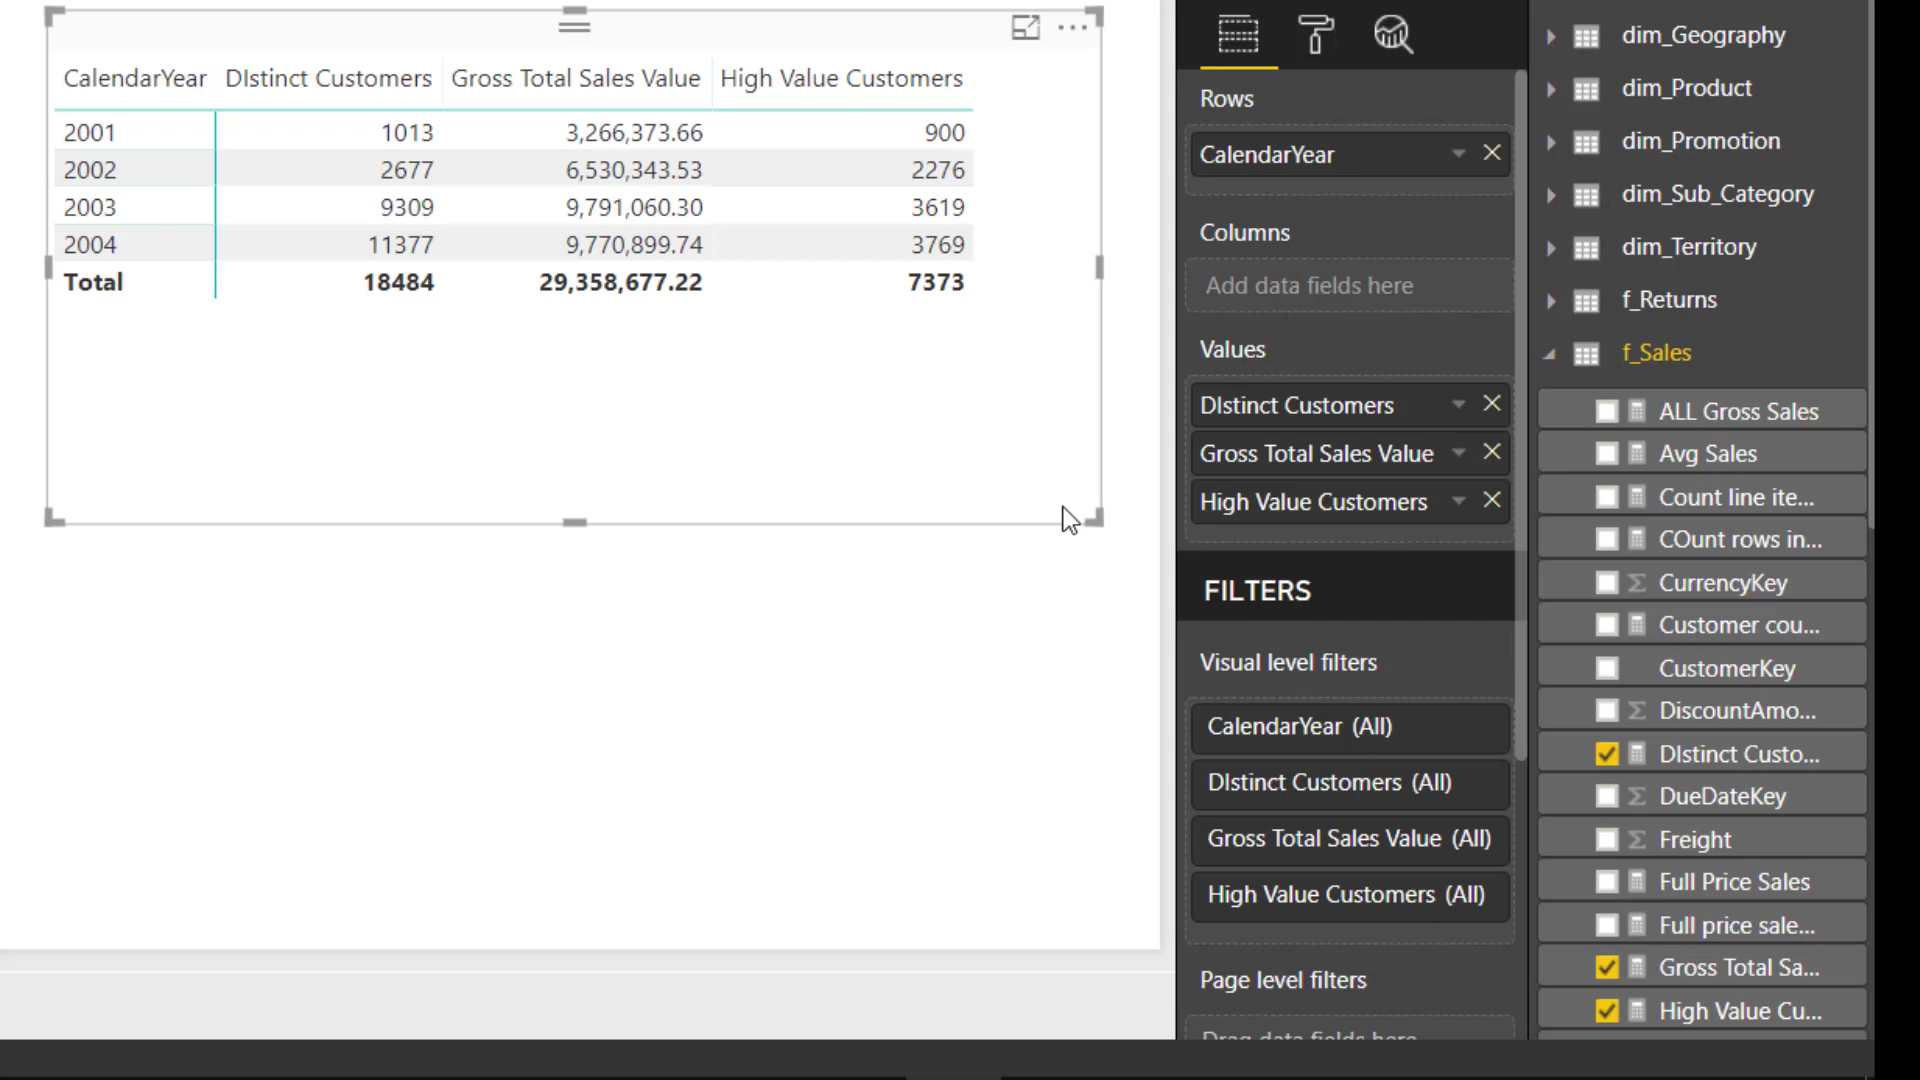 CalendarYear DIstinct Customers Gross Total Sales Value High Value Customers
2001 1013 3,266,373.66 900
2002 2677 6,530,343.53 2276
2003 9309 9,791,060.30 3619
2004 11377 9,770,899.74 3769
Total 18484 29,358,677.22 7373
Rows
CalendarYear
Columns
Add data fields here
Values
DIstinct Customers
Gross Total Sales Value
High Value Customers
FILTERS
Visual level filters
CalendarYear (All)
DIstinct Customers (All)
Gross Total Sales Value (All)
High Value Customers (All)
Page level filters
Drag data fields here
dim_Geography
dim_Product
dim_Promotion
dim_Sub_Category
dim_Territory
f_Returns
f_Sales
ALL Gross Sales
Avg Sales
Count line ite...
COunt rows in...
CurrencyKey
Customer cou...
CustomerKey
DiscountAmo...
DIstinct Custo...
DueDateKey
Freight
Full Price Sales
Full price sale...
Gross Total Sa...
High Value Cu...